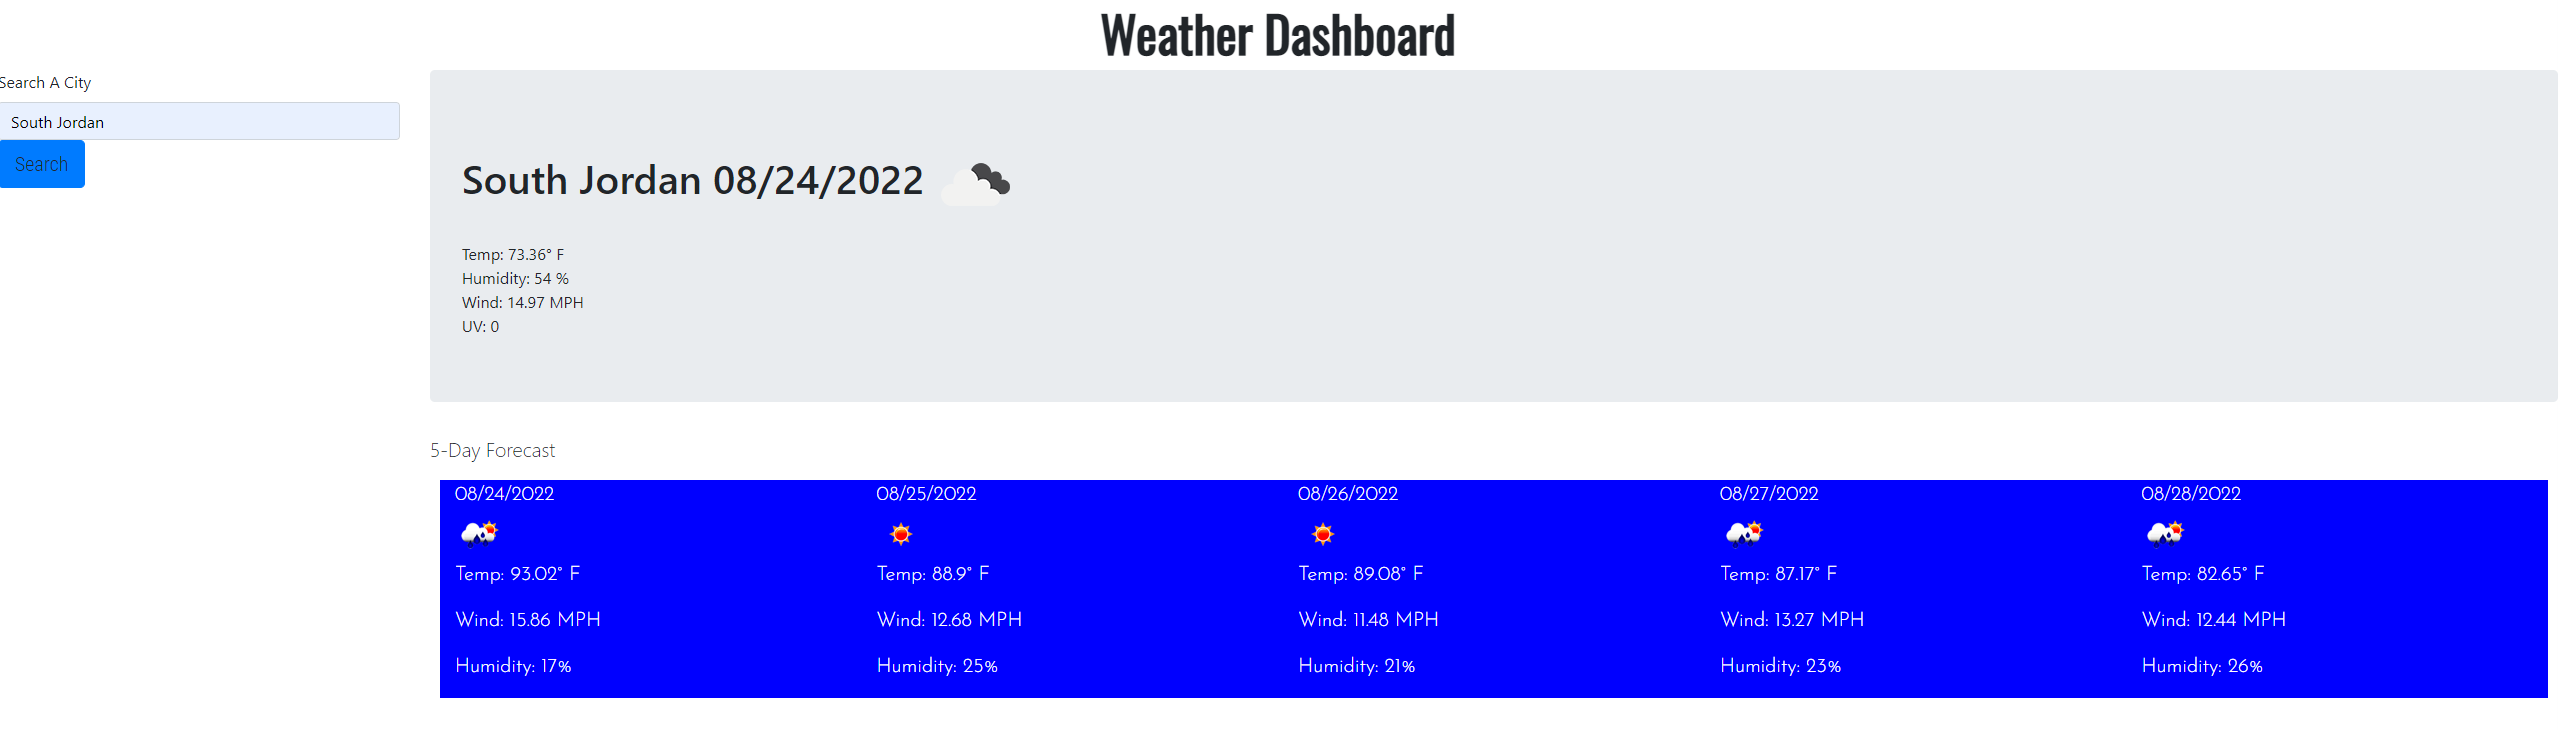 Weather Dashboard
Search A City
South Jordan
Search
South Jordan 08/24/2022
Temp: 73.36° F
Humidity: 54 %
Wind: 14.97 MPH
UV: 0
5-Day Forecast
08/24/2022
Temp: 93.02° F
Wind: 15.86 MPH
Humidity: 17%
08/25/2022
Temp: 88.9° F
Wind: 12.68 MPH
Humidity: 25%
08/26/2022
Temp: 89.08° F
Wind: 11.48 MPH
Humidity: 21%
08/27/2022
Temp: 87.17° F
Wind: 13.27 MPH
Humidity: 23%
08/28/2022
Temp: 82.65° F
Wind: 12.44 MPH
Humidity: 26%